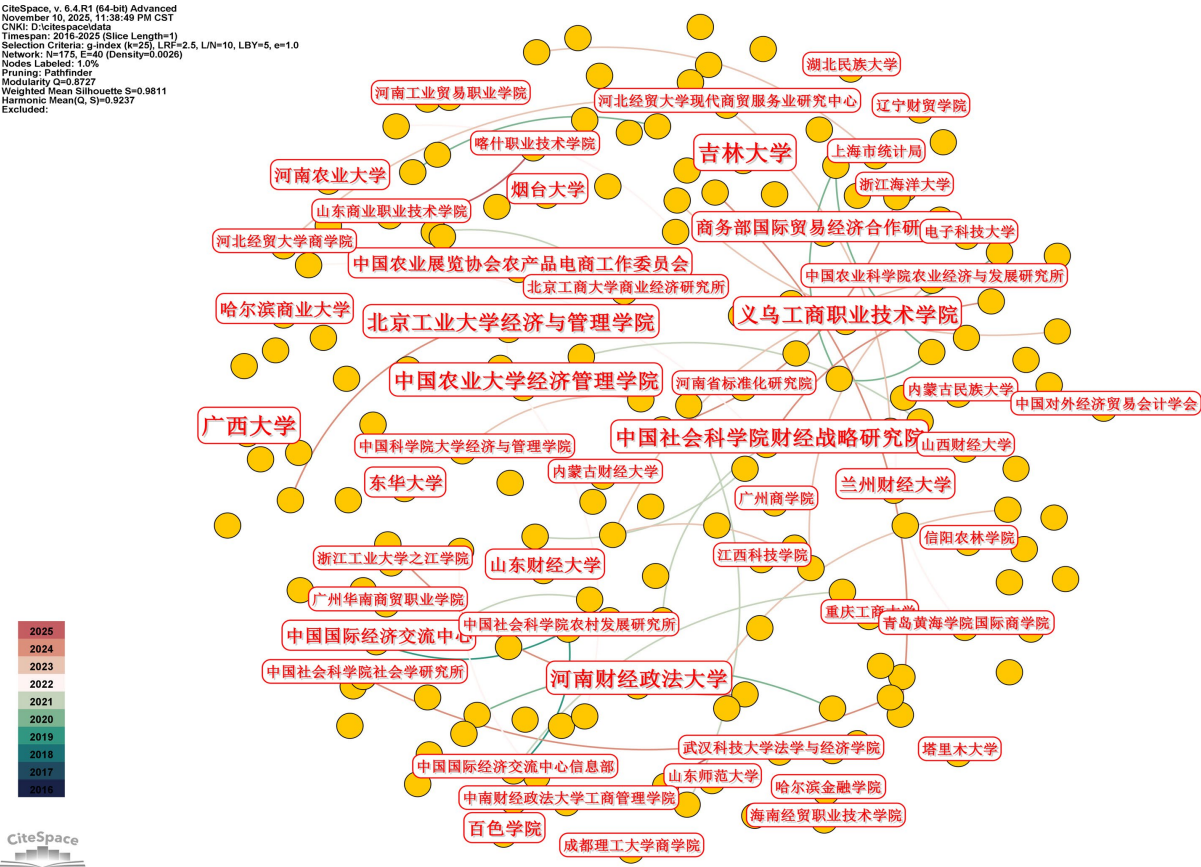 CiteSpace, v. 6.4.R1 (64-bit) Advanced
November 10, 2025, 11:38:49 PM CST
CNKI: D:\citespace\data
Timespan: 2016-2025 (Slice Length=1)
Selection Criteria: g-index (k=25), LRF=2.5, L/N=10, LBY=5, e=1.0
Network: N=175, E=40 (Density=0.0026)
Nodes Labeled: 1.0%
Pruning: Pathfinder
Modularity Q=0.8727
Weighted Mean Silhouette S=0.9811
Harmonic Mean(Q, S)=0.9237
Excluded:
湖北民族大学
河南工业贸易职业学院
河北经贸大学现代商贸服务业研究中心
辽宁财贸学院
喀什职业技术学院
吉林大学
上海市统计局
河南农业大学
烟台大学
浙江海洋大学
山东商业职业技术学院
商务部国际贸易经济合作研
电子科技大学
河北经贸大学商学院
中国农业展览协会农产品电商工作委员会
中国农业科学院农业经济与发展研究所
北京工商大学商业经济研究所
哈尔滨商业大学
北京工业大学经济与管理学院
义乌工商职业技术学院
中国农业大学经济管理学院
河南省标准化研究院
内蒙古民族大学
中国对外经济贸易会计学会
广西大学
中国社会科学院财经战略研究院
山西财经大学
中国科学院大学经济与管理学院
内蒙古财经大学
东华大学
兰州财经大学
广州商学院
信阳农林学院
浙江工业大学之江学院
山东财经大学
江西科技学院
广州华南商贸职业学院
重庆工商大学
青岛黄海学院国际商学院
中国国际经济交流中心
中国社会科学院农村发展研究所
中国社会科学院社会学研究所
河南财经政法大学
2025
2024
2023
2022
2021
2020
2019
2018
2017
2016
武汉科技大学法学与经济学院
塔里木大学
中国国际经济交流中心信息部
山东师范大学
哈尔滨金融学院
中南财经政法大学工商管理学院
海南经贸职业技术学院
百色学院
成都理工大学商学院
CiteSpace